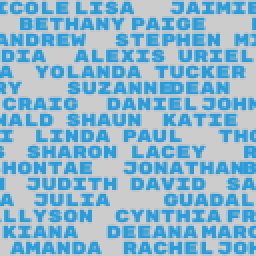 ICOLE LISA JAIMIE
BETHANY PAIGE
ANDREW STEPHEN MI
DIA ALEXIS URIEL
A YOLANDA TUCKER
RY SUZANNE DEAN
CRAIG DANIEL JOHN
NALD SHAUN KATIE
I LINDA PAUL THO
S SHARON LACEY
SHONTAE JONATHAN
JUDITH DAVID SA
A JULIA GUADAL
LLYSON CYNTHIA FR
KIANA DEEANA MARC
AMANDA RACHEL JOH